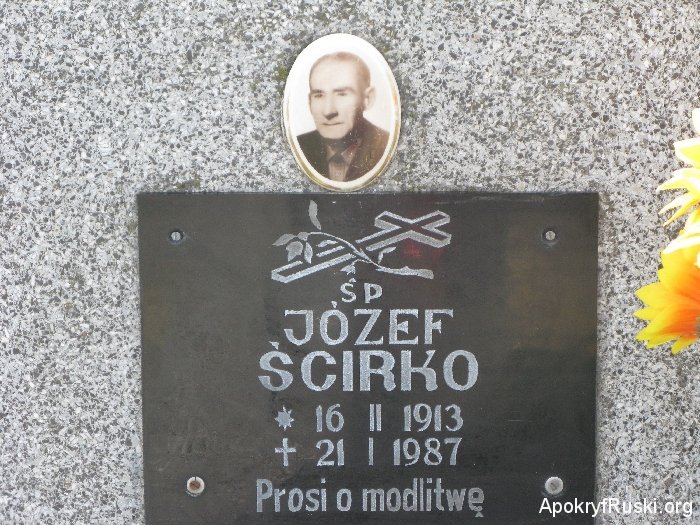 ŚP
JÓZEF
ŚCIRKO
* 16 II 1913
+ 21 I 1987
Prosi o modlitwę
ApokryfRuski.org